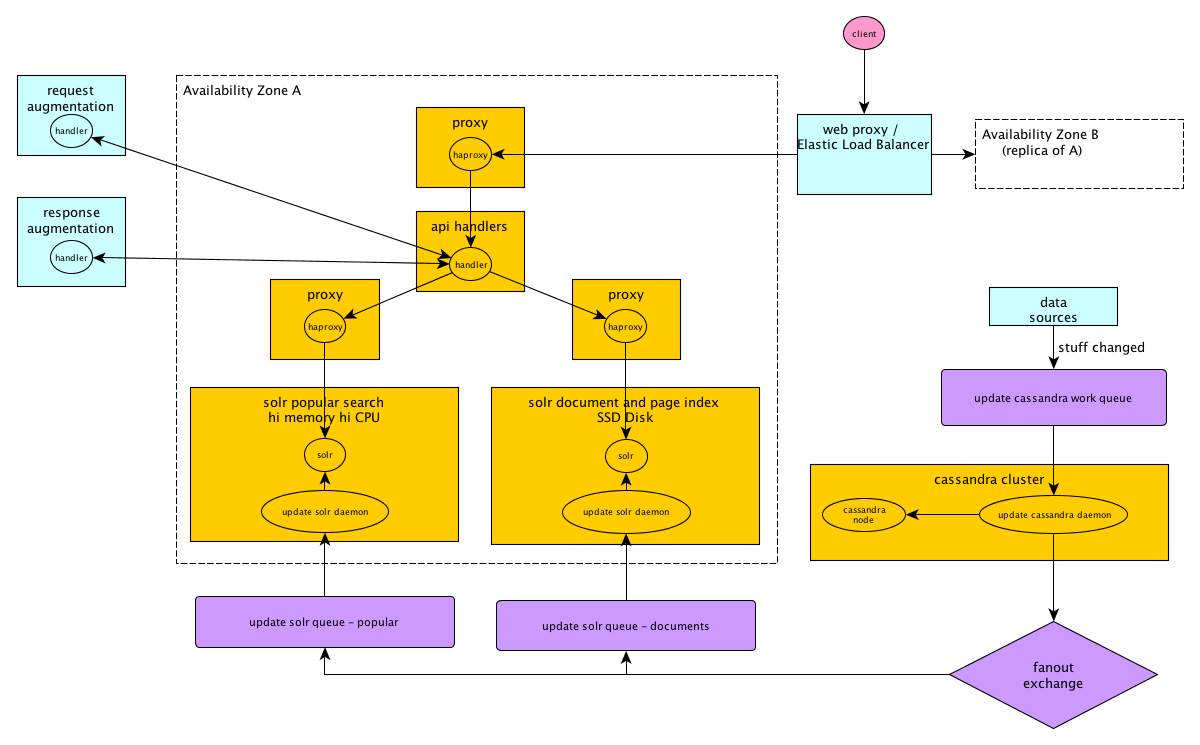 client
request
augmentation
handler
Availability Zone A
proxy
haproxy
web proxy /
Elastic Load Balancer
Availability Zone B
(replica of A)
response
augmentation
handler
api handlers
handler
proxy
haproxy
proxy
haproxy
data
sources
stuff changed
update cassandra work queue
solr popular search
hi memory hi CPU
solr
update solr daemon
solr document and page index
SSD Disk
solr
update solr daemon
cassandra cluster
cassandra
node
update cassandra daemon
update solr queue - popular
update solr queue - documents
fanout
exchange